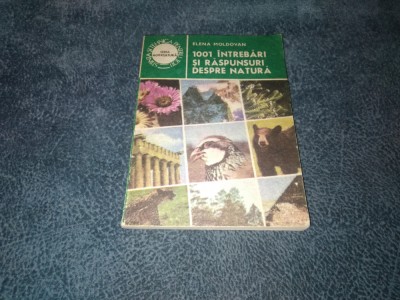 ELENA MOLDOVAN
1001 ÎNTREBĂRI
ȘI RĂSPUNSURI
DESPRE NATURĂ